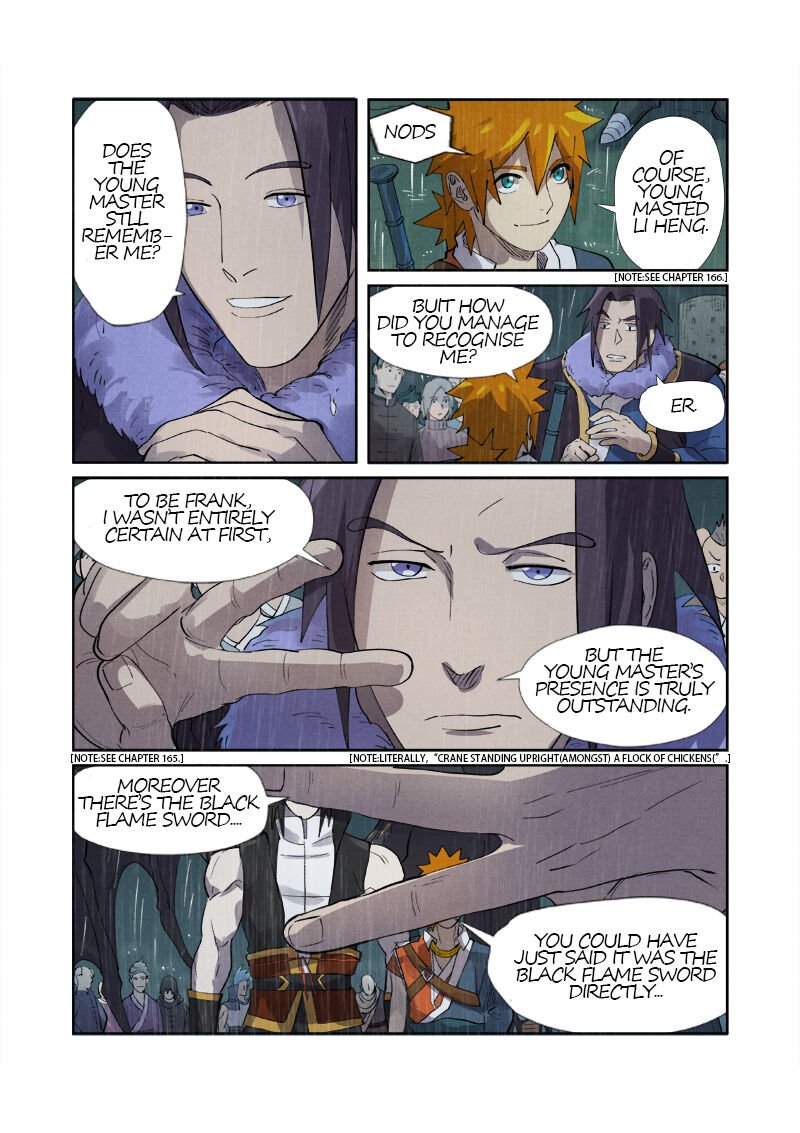 DOES
THE
YOUNG
MASTER
STLL
REMEMB-
ER ME?
NODS
OF
COURSE,
YOUNG
MASTED
LI HENG.
[NOTE:SEE CHAPTER 166.]
BUIT HOW
DID YOU MANAGE
TO RECOGNISE
ME?
ER.
TO BE FRANK,
I WASN'T ENTIRELY
CERTAIN AT FIRST,
BUT THE
YOUNG MASTER'S
PRESENCE IS TRULY
OUTSTANDING.
[NOTE:SEE CHAPTER 165.]
[NOTE:LITERALLY, “CRANE STANDING UPRIGHT(AMONGST) A FLOCK OF CHICKENS(” .]
MOREOVER
THERE'S THE BLACK
FLAME SWORD....
YOU COULD HAVE
JUST SAID IT WAS THE
BLACK FLAME SWORD
DIRECTLY...